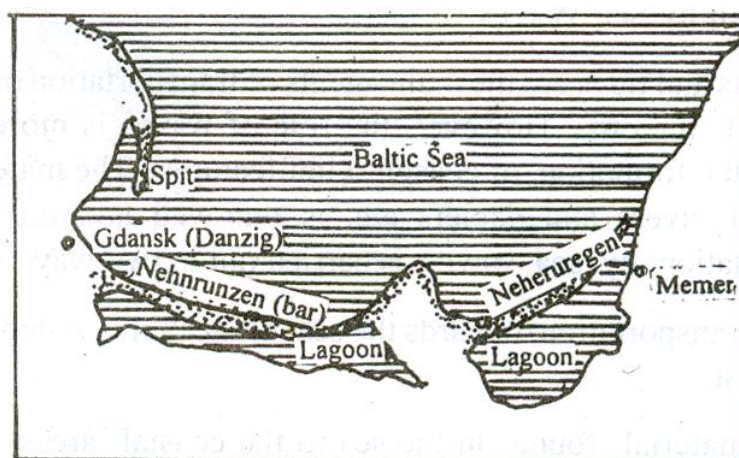 Baltic Sea
Spit
Gdansk (Danzig)
Nehnrunzen (bar)
Neheruregen
Memer
Lagoon
Lagoon